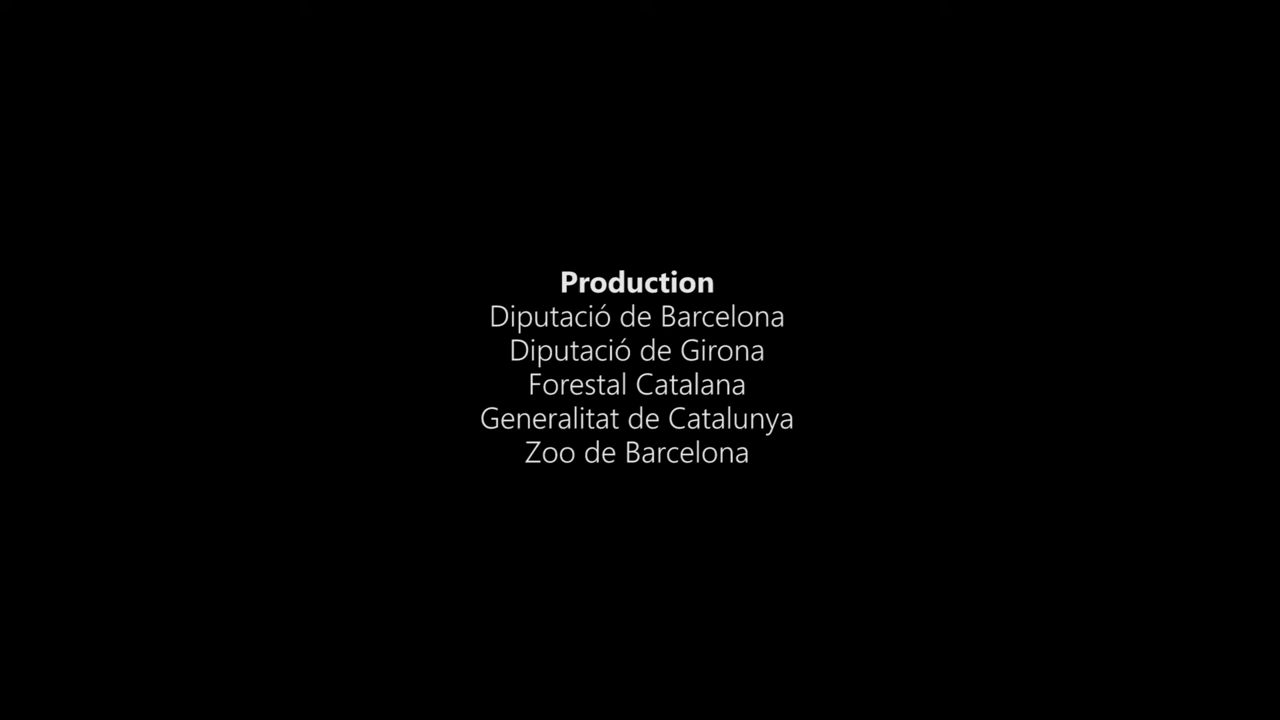 Production
Diputació de Barcelona
Diputació de Girona
Forestal Catalana
Generalitat de Catalunya
Zoo de Barcelona